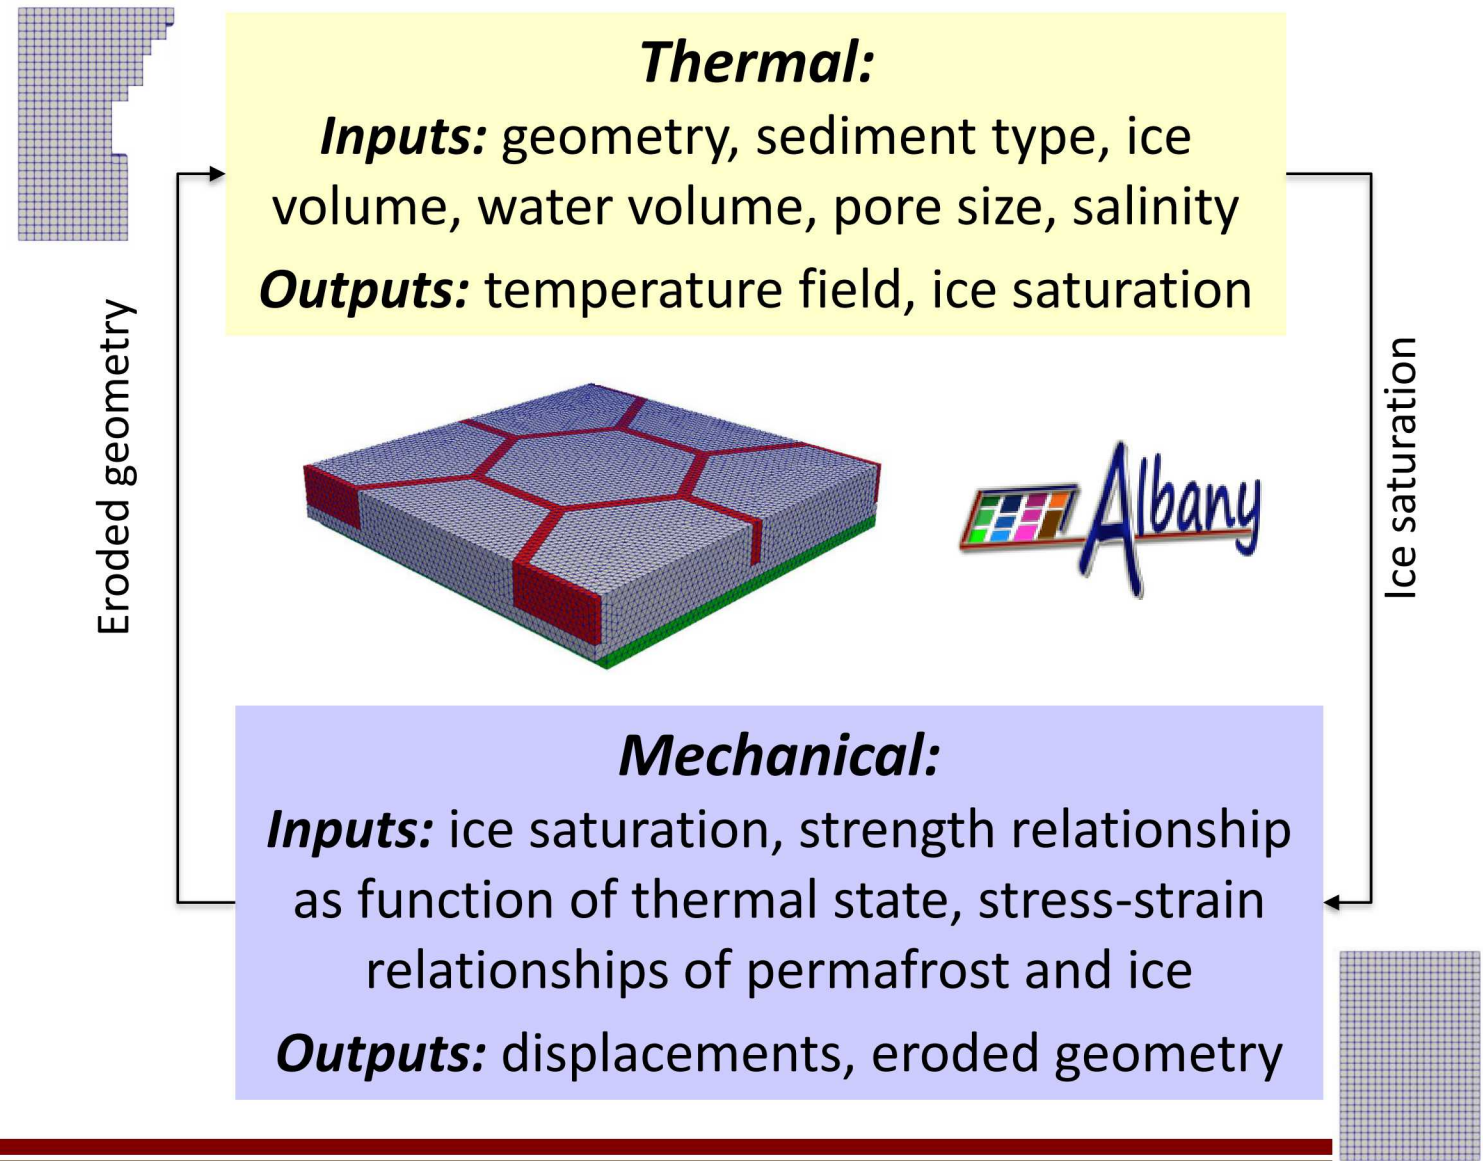 Thermal:
Inputs: geometry, sediment type, ice
volume, water volume, pore size, salinity
Outputs: temperature field, ice saturation
Eroded geometry
Ice saturation
Albany
Mechanical:
Inputs: ice saturation, strength relationship
as function of thermal state, stress-strain
relationships of permafrost and ice
Outputs: displacements, eroded geometry